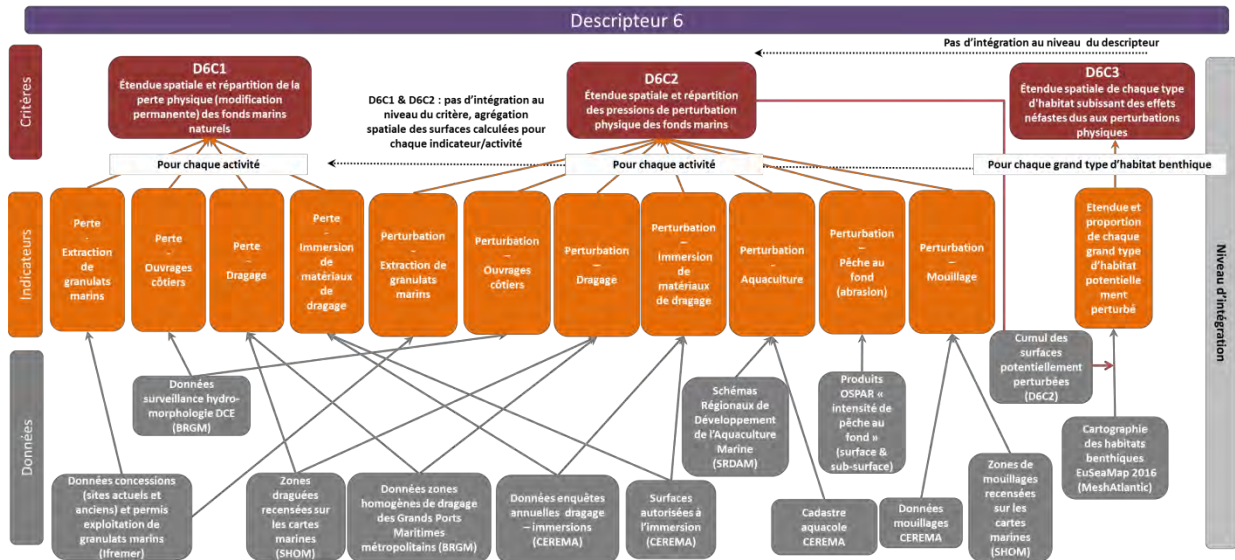 Descripteur 6
Pas d'intégration au niveau du descripteur
Critères
D6C1
Étendue spatiale et répartition de la
perte physique (modification
permanente) des fonds marins
naturels
D6C1 & D6C2 : pas d'intégration au
niveau du critère, agrégation
spatiale des surfaces calculées pour
chaque indicateur/activité
D6C2
Étendue spatiale et répartition
des pressions de perturbation
physique des fonds marins
D6C3
Étendue spatiale de chaque type
d'habitat subissant des effets
néfastes dus aux perturbations
physiques
Pour chaque activité
Pour chaque activité
Pour chaque grand type d'habitat benthique
Niveau d'intégration
Indicateurs
Perte
–
Extraction
de
granulats
marins
Perte
–
Ouvrages
côtiers
Perte
–
Dragage
Perte
–
Immersion
de
matériaux
de dragage
Perturbation
–
Extraction de
granulats
marins
Perturbation
–
Ouvrages
côtiers
Perturbation
–
Dragage
Perturbation
–
Immersion
de matériaux
de dragage
Perturbation
–
Aquaculture
Perturbation
–
Pêche au
fond
(abrasion)
Perturbation
–
Mouillage
Etendue et
proportion
de chaque
grand type
d'habitat
potentielle
ment
perturbé
Données
Données
surveillance hydro-
morphologie DCE
(BRGM)
Schémas
Régionaux de
Développement
de l'Aquaculture
Marine
(SRDAM)
Produits
OSPAR «
intensité de
pêche au
fond »
(surface &
sub-surface)
Cumul des
surfaces
potentiellement
perturbées
(D6C2)
Cartographie
des habitats
benthiques
EuSeaMap 2016
(MeshAtlantic)
Données concessions
(sites actuels et
anciens) et permis
exploitation de
granulats marins
(Ifremer)
Zones
draguées
recensées sur
les cartes
marines
(SHOM)
Données zones
homogènes de dragage
des Grands Ports
Maritimes
métropolitains (BRGM)
Données enquêtes
annuelles dragage
– immersions
(CEREMA)
Surfaces
autorisées à
l'immersion
(CEREMA)
Cadastre
aquacole
CEREMA
Données
mouillages
CEREMA
Zones de
mouillages
recensées
sur les
cartes
marines
(SHOM)